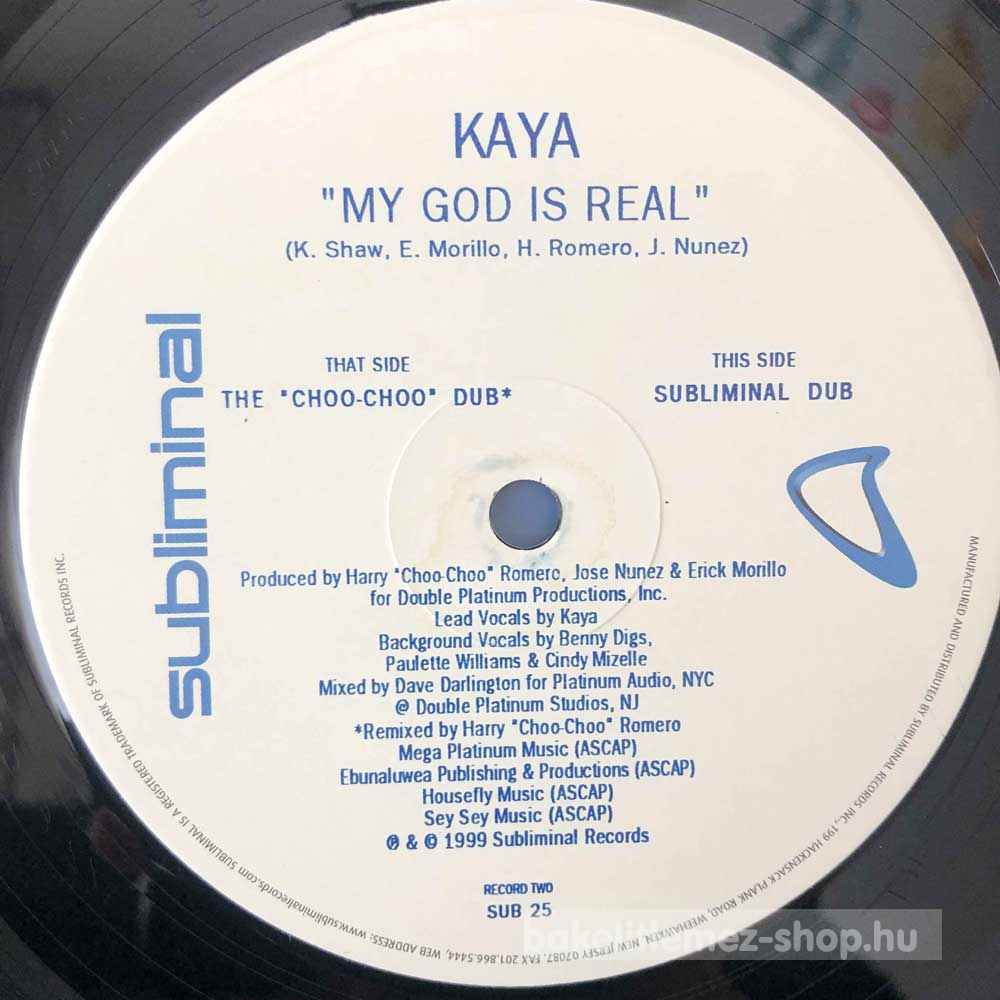 KAYA
"MY GOD IS REAL"
(K. Shaw, E. Morillo, H. Romero, J. Nunez)
subliminal
THAT SIDE
THE "CHOO-CHOO" DUB*
THIS SIDE
SUBLIMINAL DUB
Produced by Harry "Choo-Choo" Romero, Jose Nunez & Erick Morillo
for Double Platinum Productions, Inc.
Lead Vocals by Kaya
Background Vocals by Benny Digs,
Paulette Williams & Cindy Mizelle
Mixed by Dave Darlington for Platinum Audio, NYC
@ Double Platinum Studios, NJ
*Remixed by Harry "Choo-Choo" Romero
Mega Platinum Music (ASCAP)
Ebunaluwea Publishing & Productions (ASCAP)
Housefly Music (ASCAP)
Sey Sey Music (ASCAP)
℗ & © 1999 Subliminal Records
RECORD TWO
SUB 25
MANUFACTURED AND DISTRIBUTED BY SUBLIMINAL RECORDS INC, 199 HACKENSACK PLANK ROAD, WEEHAWKEN, NEW JERSEY 07087. FAX 201.866.5444, WEB ADDRESS: www.subliminalrecords.com SUBLIMINAL IS A REGISTERED TRADEMARK OF SUBLIMINAL RECORDS INC.
bakelitlemez-shop.hu